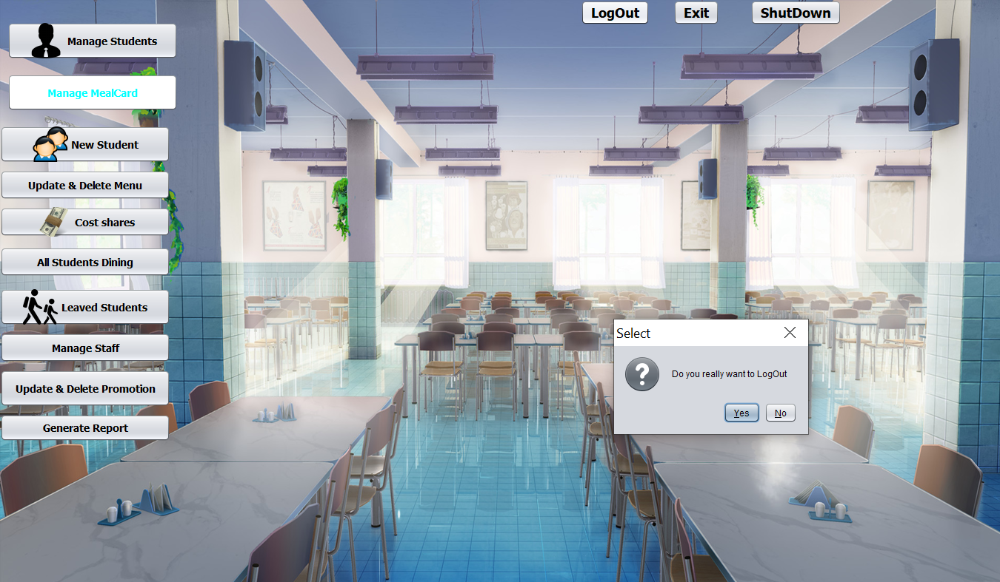 LogOut
Exit
ShutDown
Manage Students
Manage MealCard
New Student
Update & Delete Menu
Cost shares
All Students Dining
Leaved Students
Manage Staff
Update & Delete Promotion
Generate Report
Select
?
Do you really want to LogOut
Yes
No